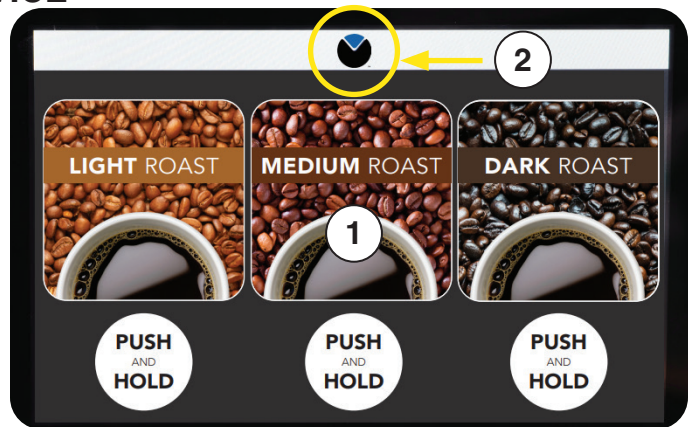 2
LIGHT ROAST
MEDIUM ROAST
DARK ROAST
1
PUSH
AND
HOLD
PUSH
AND
HOLD
PUSH
AND
HOLD